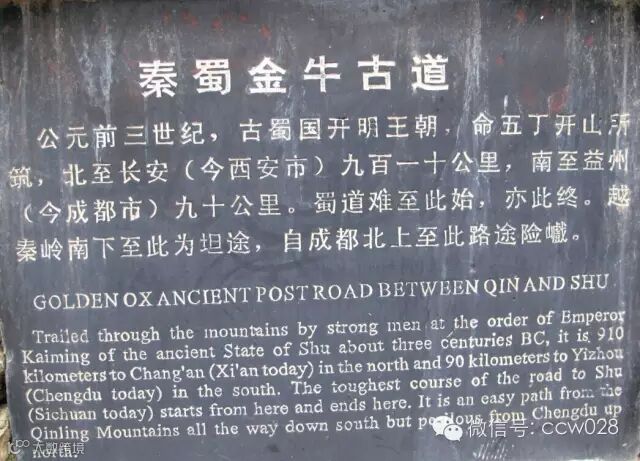 秦蜀金牛古道
公元前三世纪，古蜀国开明王朝，命五丁开山所
筑，北至长安（今西安市）九百一十公里，南至益州
（今成都市）九十公里。蜀道难至此始，亦此终。越
秦岭南下至此为坦途，自成都北上至此路途险巇。
GOLDEN OX ANCIENT POST ROAD BETWEEN QIN AND SHU
Trailed through the mountains by strong men at the order of Emperor
Kaiming of the ancient State of Shu about three centuries BC, it is 910
kilometers to Chang'an (Xi'an today) in the north and 90 kilometers to Yizhou
(Chengdu today) in the south. The toughest course of the road to Shu
(Sichuan today) starts from here and ends here. It is an easy path from the
Qinling Mountains all the way down south but perilous from Chengdu up
north.
微信号: ccw028
大数跨境